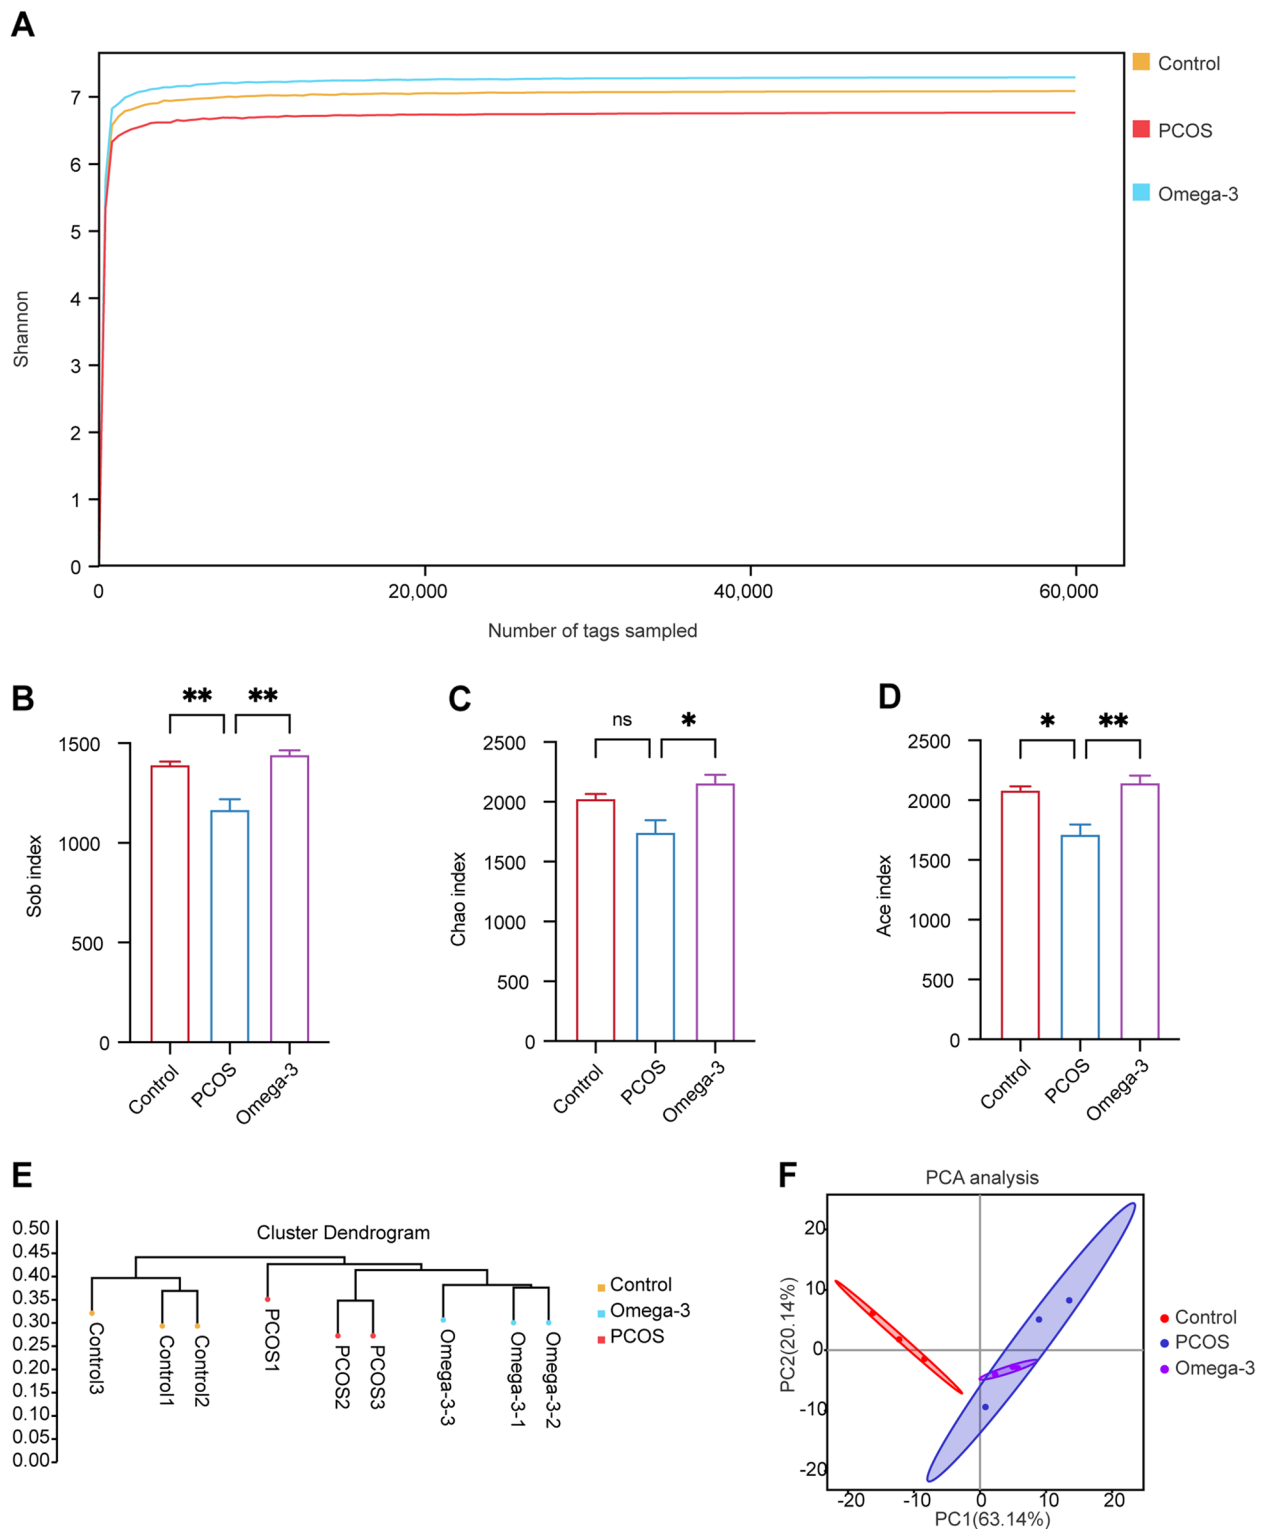 A
Control
PCOS
Omega-3
Shannon
7
6
5
4
3
2
1
0
0
20,000
40,000
60,000
Number of tags sampled
B
** **
Sob index
1500
1000
500
0
Control
PCOS
Omega-3
C
ns *
Chao index
2500
2000
1500
1000
500
0
Control
PCOS
Omega-3
D
* **
Ace index
2500
2000
1500
1000
500
0
Control
PCOS
Omega-3
E
Cluster Dendrogram
0.50
0.45
0.40
0.35
0.30
0.25
0.20
0.15
0.10
0.05
0.00
Control3
Control1
Control2
PCOS1
PCOS2
PCOS3
Omega-3-3
Omega-3-1
Omega-3-2
Control
Omega-3
PCOS
F
PCA analysis
PC2(20.14%)
20
10
0
-10
-20
-20
-10
0
10
20
PC1(63.14%)
Control
PCOS
Omega-3